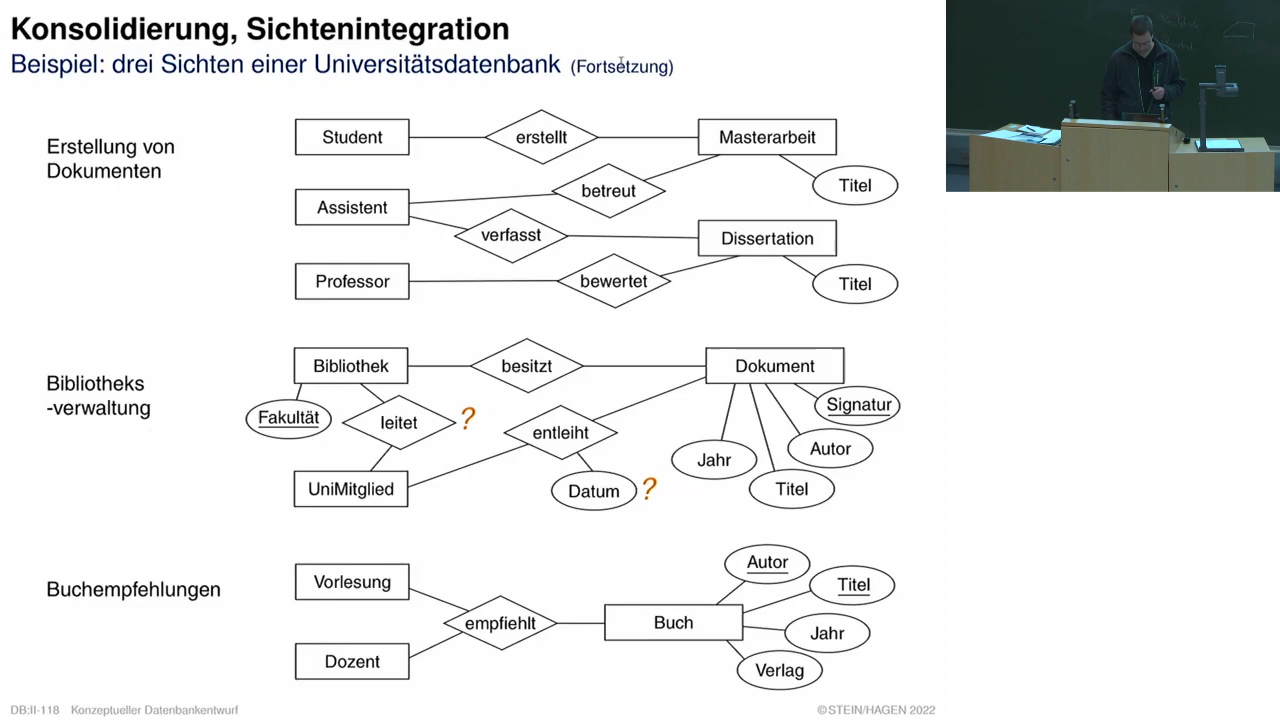 Konsolidierung, Sichtenintegration
Beispiel: drei Sichten einer Universitätsdatenbank (Fortsetzung)
Erstellung von
Dokumenten
Student
erstellt
Masterarbeit
Titel
betreut
Assistent
verfasst
Dissertation
Titel
Professor
bewertet
Bibliotheks
-verwaltung
Bibliothek
besitzt
Dokument
Fakultät
leitet
?
entleiht
Signatur
Autor
Jahr
Titel
UniMitglied
Datum
?
Buchempfehlungen
Vorlesung
empfiehlt
Buch
Autor
Titel
Jahr
Verlag
Dozent
DB:II-118 Konzeptueller Datenbankentwurf
©STEIN/HAGEN 2022